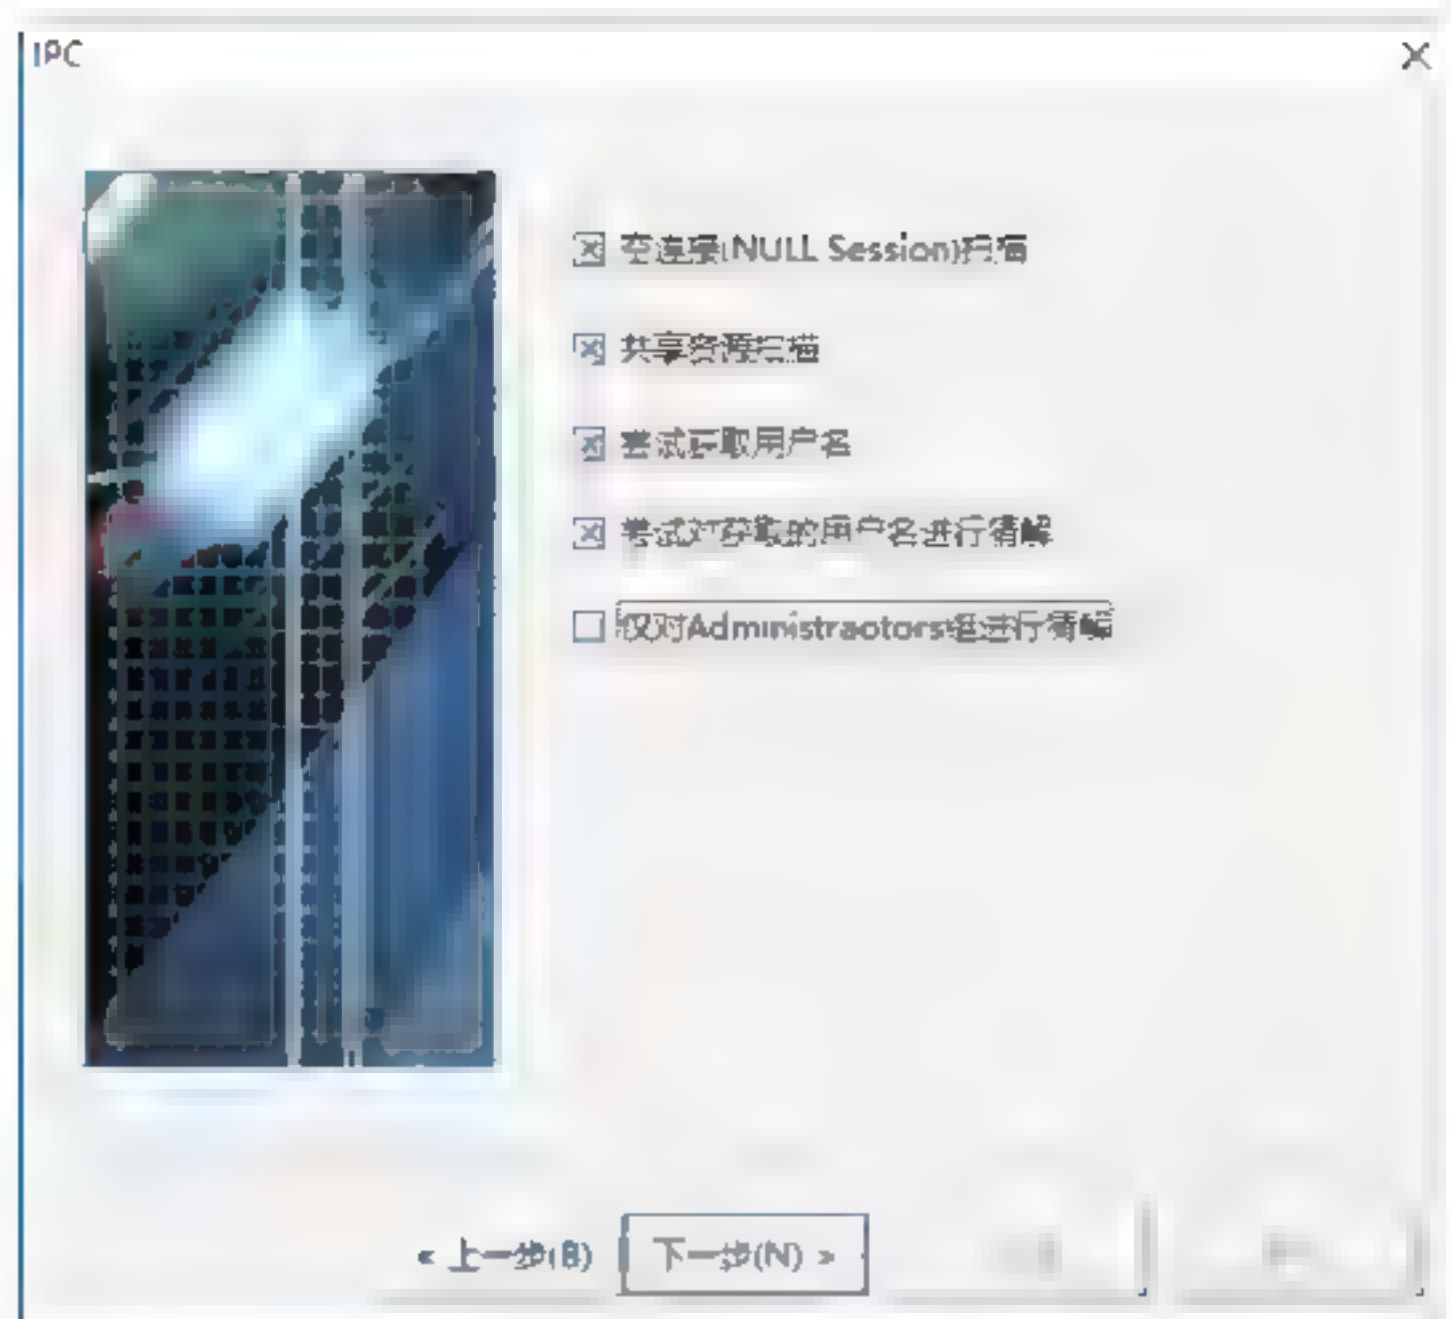 IPC
空连接(NULL Session)扫描
共享资源扫描
尝试获取用户名
尝试对获取的用户名进行猜解
仅对Administraotors组进行猜解
< 上一步(B)
下一步(N) >